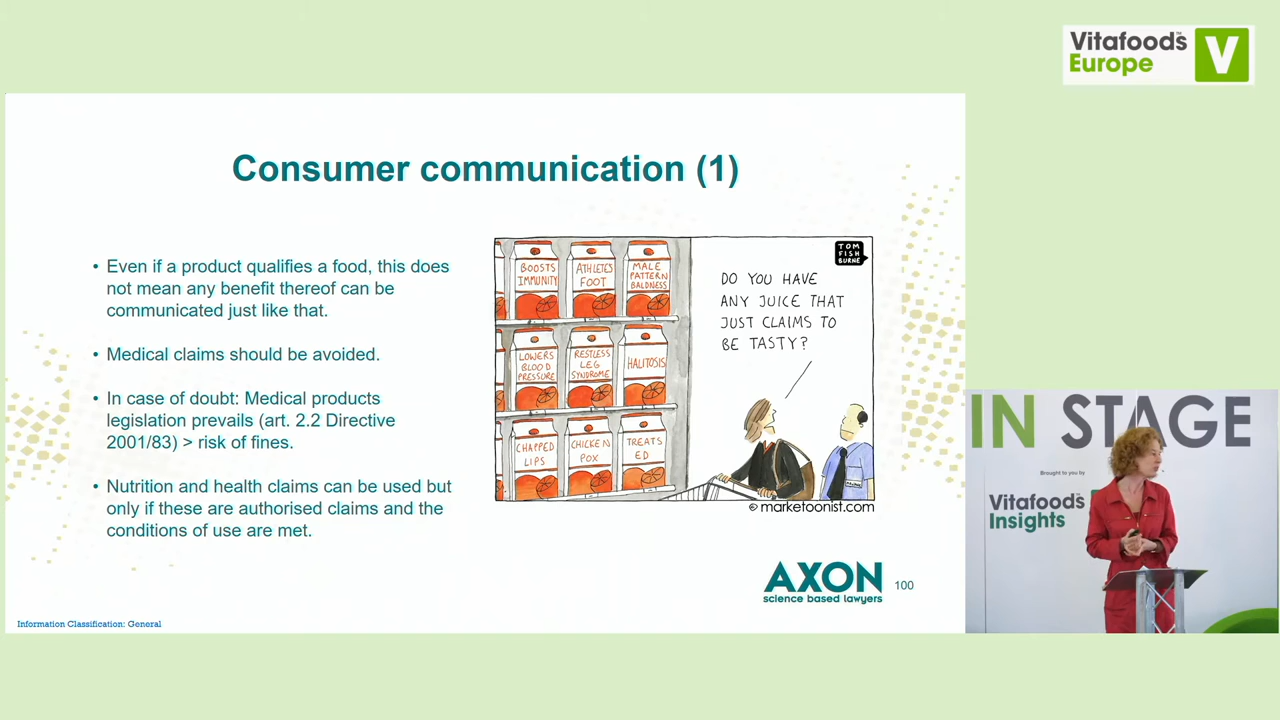 Vitafoods
Europe
V
Consumer communication (1)
• Even if a product qualifies a food, this does
not mean any benefit thereof can be
communicated just like that.
• Medical claims should be avoided.
• In case of doubt: Medical products
legislation prevails (art. 2.2 Directive
2001/83) > risk of fines.
• Nutrition and health claims can be used but
only if these are authorised claims and the
conditions of use are met.
BOOSTS
IMMUNITY
ATHLETE'S
FOOT
MALE
PATTERN
BALDNESS
LOWERS
BLOOD
PRESSURE
RESTLESS
LEG
SYNDROME
HALITOSIS
CHAPPED
LIPS
CHICKEN
POX
TREATS
ED
TOM
FISH
BURNE
DO YOU HAVE
ANY JUICE THAT
JUST CLAIMS TO
BE TASTY?
© marketoonist.com
AXON
science based lawyers
100
Information Classification: General
IN STAGE
Brought to you by
Vitafoods
Insights